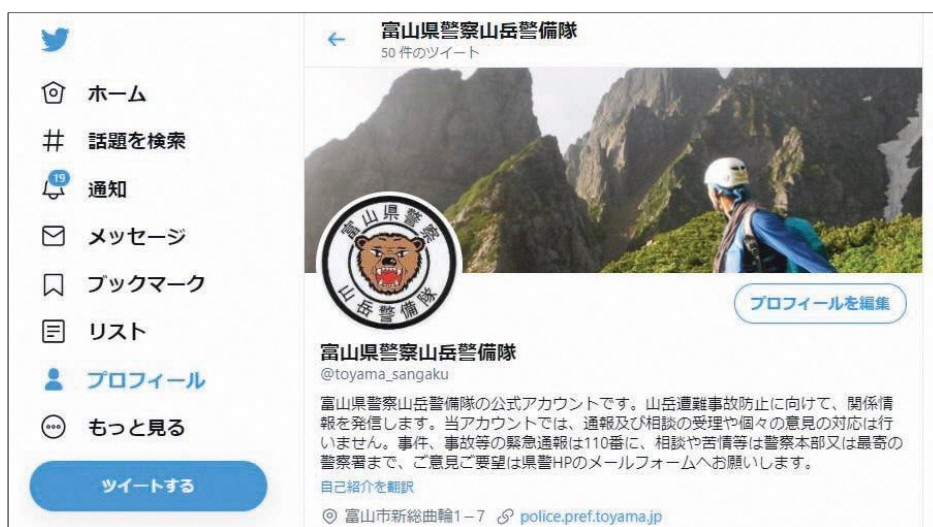 富山県警察山岳警備隊
50 件のツイート
ホーム
話題を検索
19
通知
メッセージ
ブックマーク
リスト
プロフィール
もっと見る
ツイートする
富山県警察
山岳警備隊
プロフィールを編集
富山県警察山岳警備隊
@toyama_sangaku
富山県警察山岳警備隊の公式アカウントです。山岳遭難事故防止に向けて、関係情
報を発信します。当アカウントでは、通報及び相談の受理や個々の意見の対応は行
いません。事件、事故等の緊急通報は110番に、相談や苦情等は警察本部又は最寄の
警察署まで、ご意見ご要望は県警HPのメールフォームへお願いします。
自己紹介を翻訳
富山市新総曲輪1−7 police.pref.toyama.jp